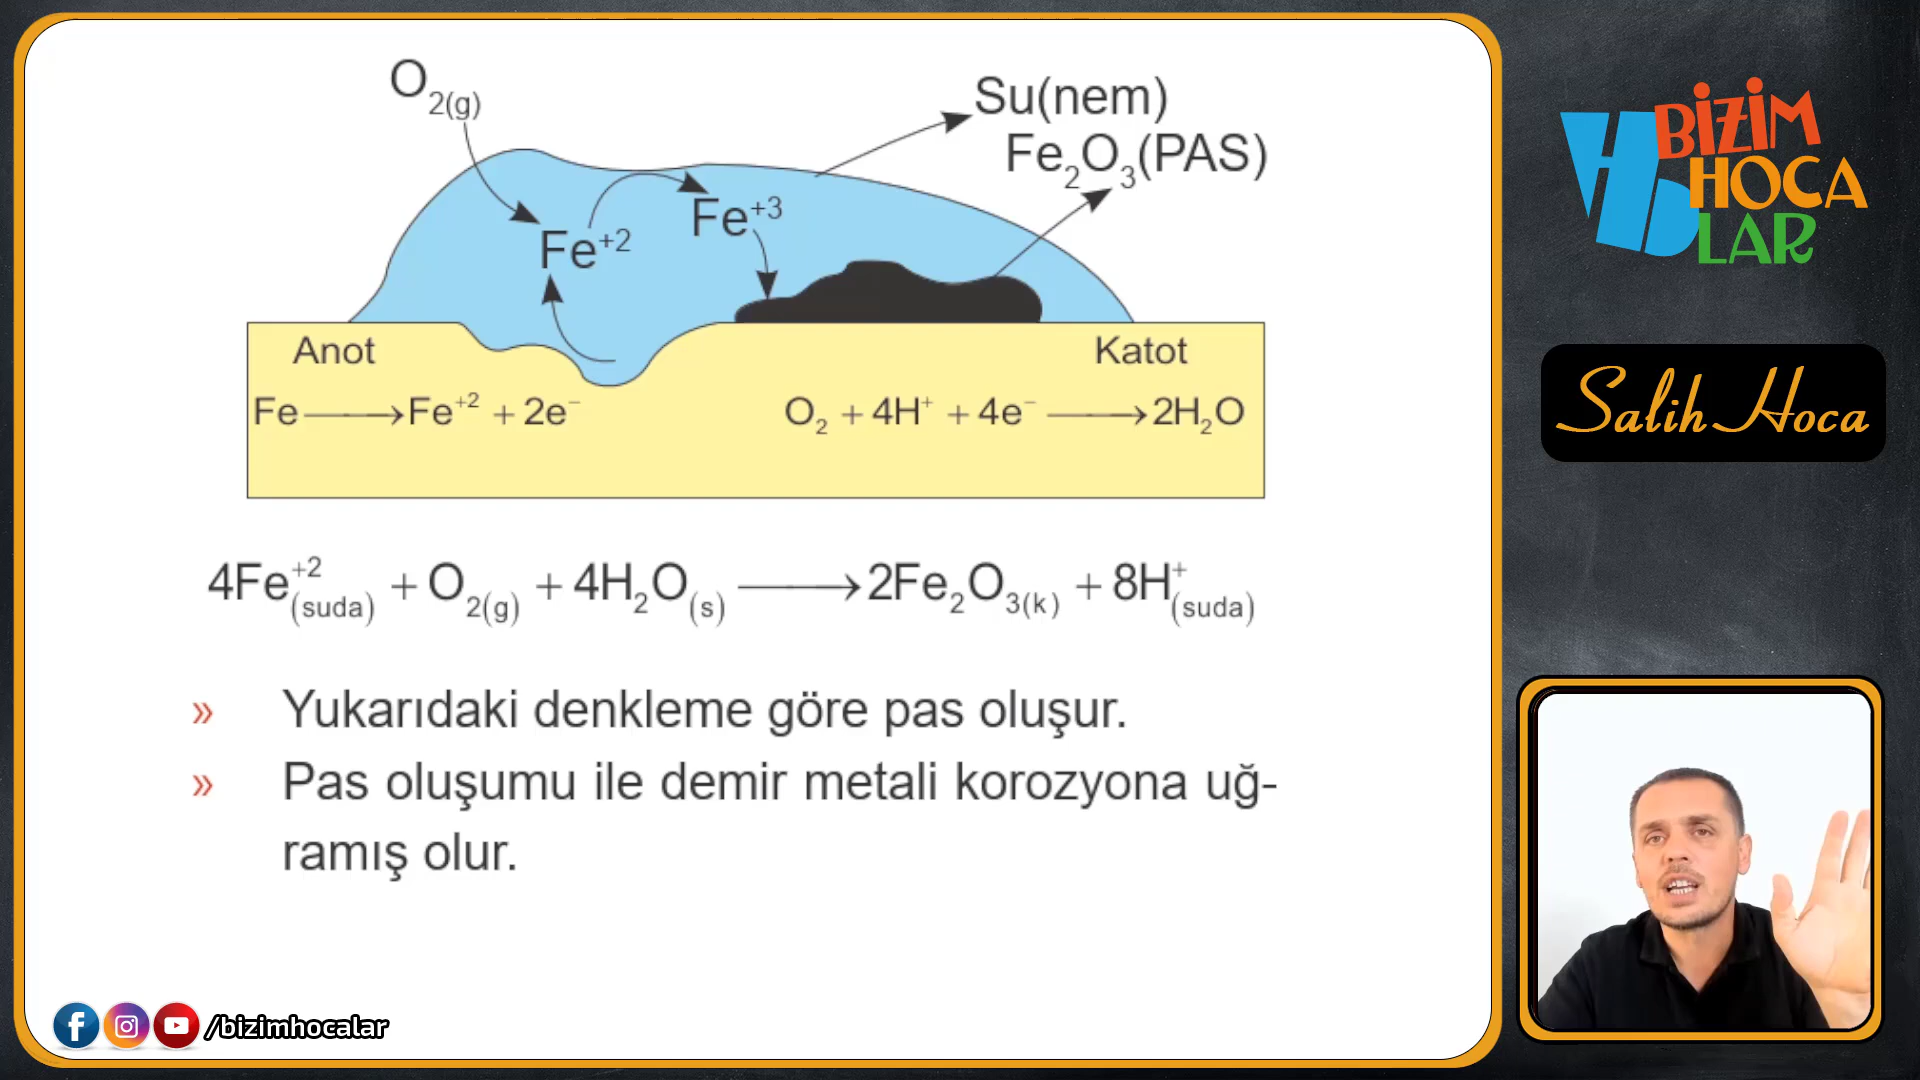 O₂(g)
Su(nem)
Fe₂O₃(PAS)
Fe⁺³
Fe⁺²
Anot
Katot
Fe ⟶ Fe⁺² + 2e⁻
O₂ + 4H⁺ + 4e⁻ ⟶ 2H₂O
4Fe⁺²(suda) + O₂(g) + 4H₂O(s) ⟶ 2Fe₂O₃(k) + 8H⁺(suda)
» Yukarıdaki denkleme göre pas oluşur.
» Pas oluşumu ile demir metali korozyona uğ-
ramış olur.
/bizimhocalar
BİZİM
HOCA
LAR
Salih Hoca